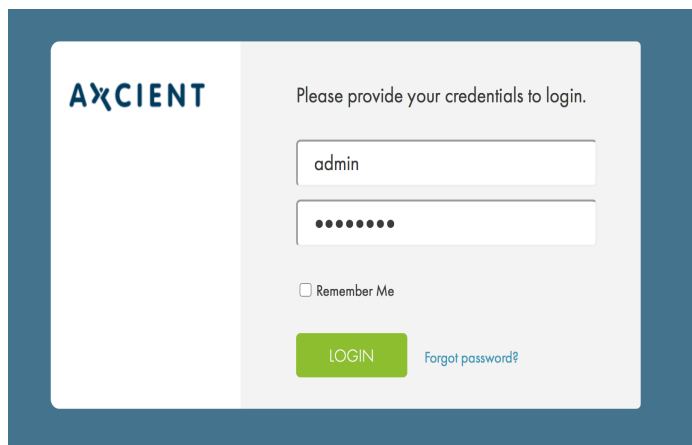 AXCIENT
Please provide your credentials to login.
admin
••••••••
Remember Me
LOGIN
Forgot password?